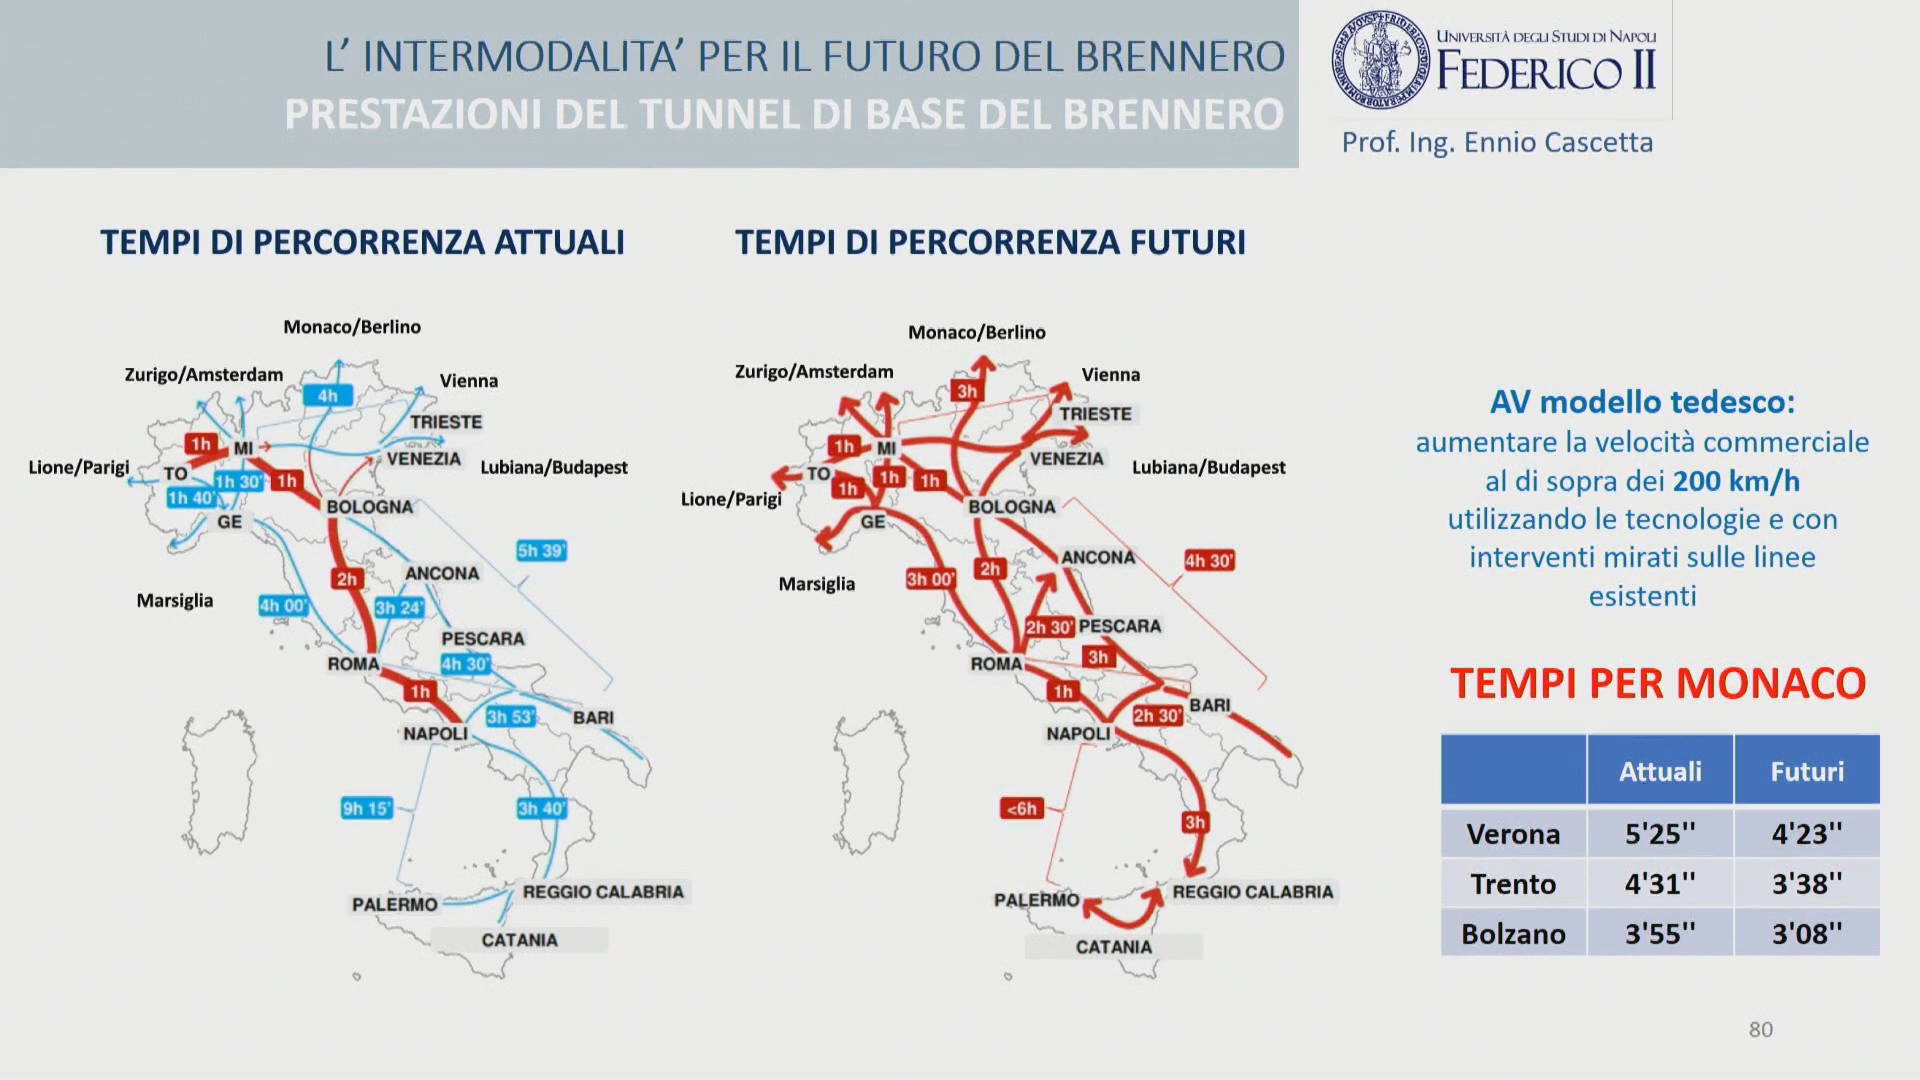 L' INTERMODALITA' PER IL FUTURO DEL BRENNERO
PRESTAZIONI DEL TUNNEL DI BASE DEL BRENNERO
UNIVERSITÀ DEGLI STUDI DI NAPOLI
FEDERICO II
Prof. Ing. Ennio Cascetta
TEMPI DI PERCORRENZA ATTUALI
Monaco/Berlino
Zurigo/Amsterdam
Vienna
4h
TRIESTE
1h
MI
VENEZIA
Lione/Parigi
TO
Lubiana/Budapest
1h 30'
1h
1h 40'
BOLOGNA
GE
5h 39'
ANCONA
2h
Marsiglia
4h 00'
3h 24'
PESCARA
ROMA
4h 30'
1h
3h 53'
BARI
NAPOLI
9h 15'
3h 40'
REGGIO CALABRIA
PALERMO
CATANIA
TEMPI DI PERCORRENZA FUTURI
Monaco/Berlino
Zurigo/Amsterdam
Vienna
3h
TRIESTE
1h
MI
VENEZIA
Lubiana/Budapest
TO
1h
1h
1h
Lione/Parigi
BOLOGNA
GE
ANCONA
4h 30'
2h
Marsiglia
3h 00'
2h 30'
PESCARA
3h
ROMA
1h
BARI
2h 30'
NAPOLI
<6h
3h
REGGIO CALABRIA
PALERMO
CATANIA
AV modello tedesco:
aumentare la velocità commerciale
al di sopra dei 200 km/h
utilizzando le tecnologie e con
interventi mirati sulle linee
esistenti
TEMPI PER MONACO
Attuali Futuri
Verona 5'25'' 4'23''
Trento 4'31'' 3'38''
Bolzano 3'55'' 3'08''
80